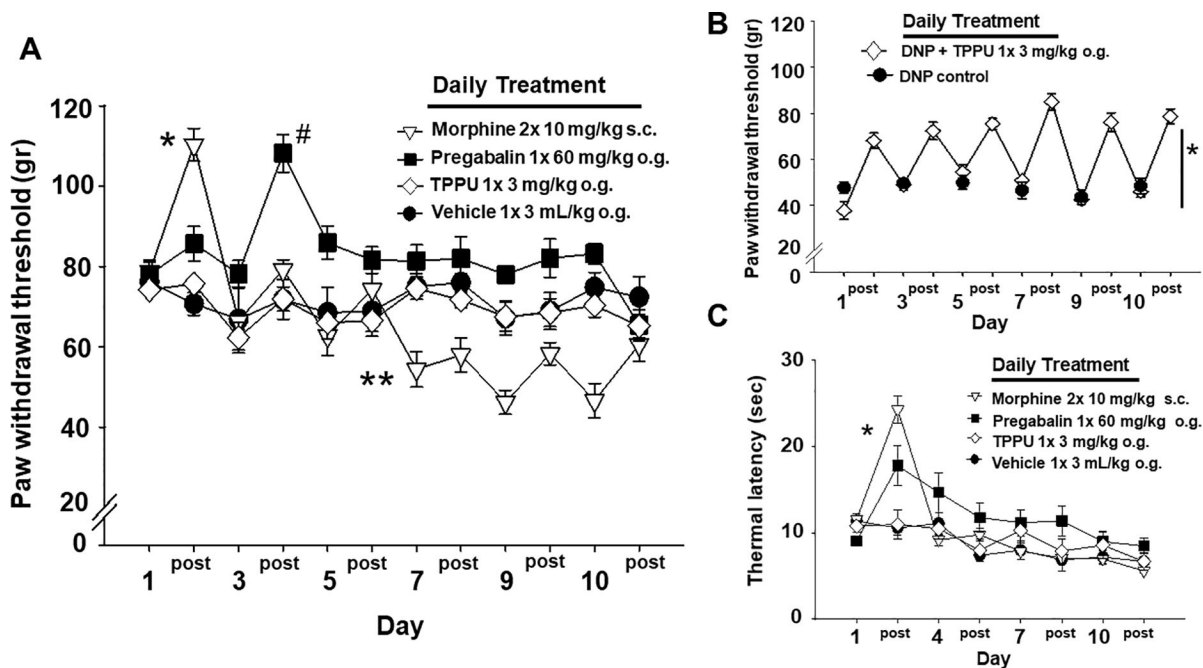 A
Daily Treatment
Morphine 2x 10 mg/kg s.c.
Pregabalin 1x 60 mg/kg o.g.
TPPU 1x 3 mg/kg o.g.
Vehicle 1x 3 mL/kg o.g.
Paw withdrawal threshold (gr)
120
100
80
60
40
20
0
*
#
**
1 post 3 post 5 post 7 post 9 post 10 post
Day
B
Daily Treatment
DNP + TPPU 1x 3 mg/kg o.g.
DNP control
Paw withdrawal threshold (gr)
120
100
80
60
40
20
0
*
1 post 3 post 5 post 7 post 9 post 10 post
Day
C
Daily Treatment
Morphine 2x 10 mg/kg s.c.
Pregabalin 1x 60 mg/kg o.g.
TPPU 1x 3 mg/kg o.g.
Vehicle 1x 3 mL/kg o.g.
Thermal latency (sec)
30
20
10
0
*
1 post 4 post 7 post 10 post
Day